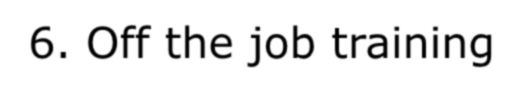 6. Off the job training